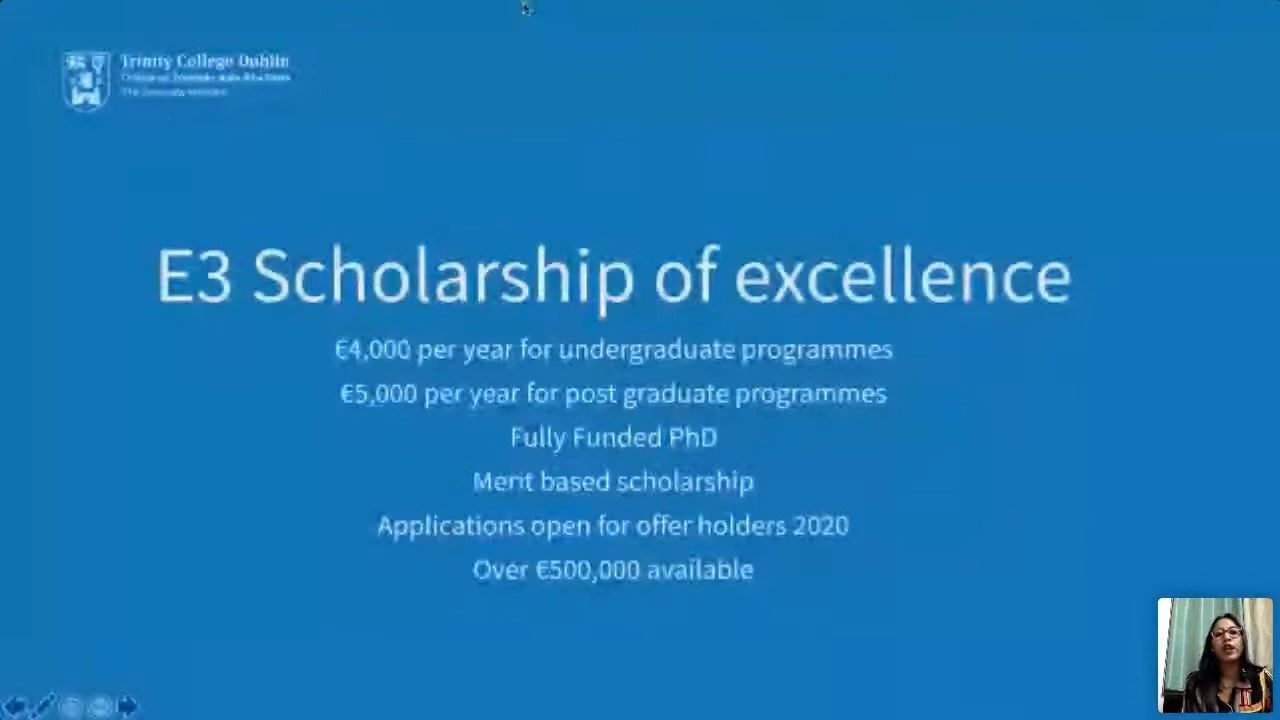 Trinity College Dublin
E3 Scholarship of excellence
€4,000 per year for undergraduate programmes
€5,000 per year for post graduate programmes
Fully Funded PhD
Merit based scholarship
Applications open for offer holders 2020
Over €500,000 available